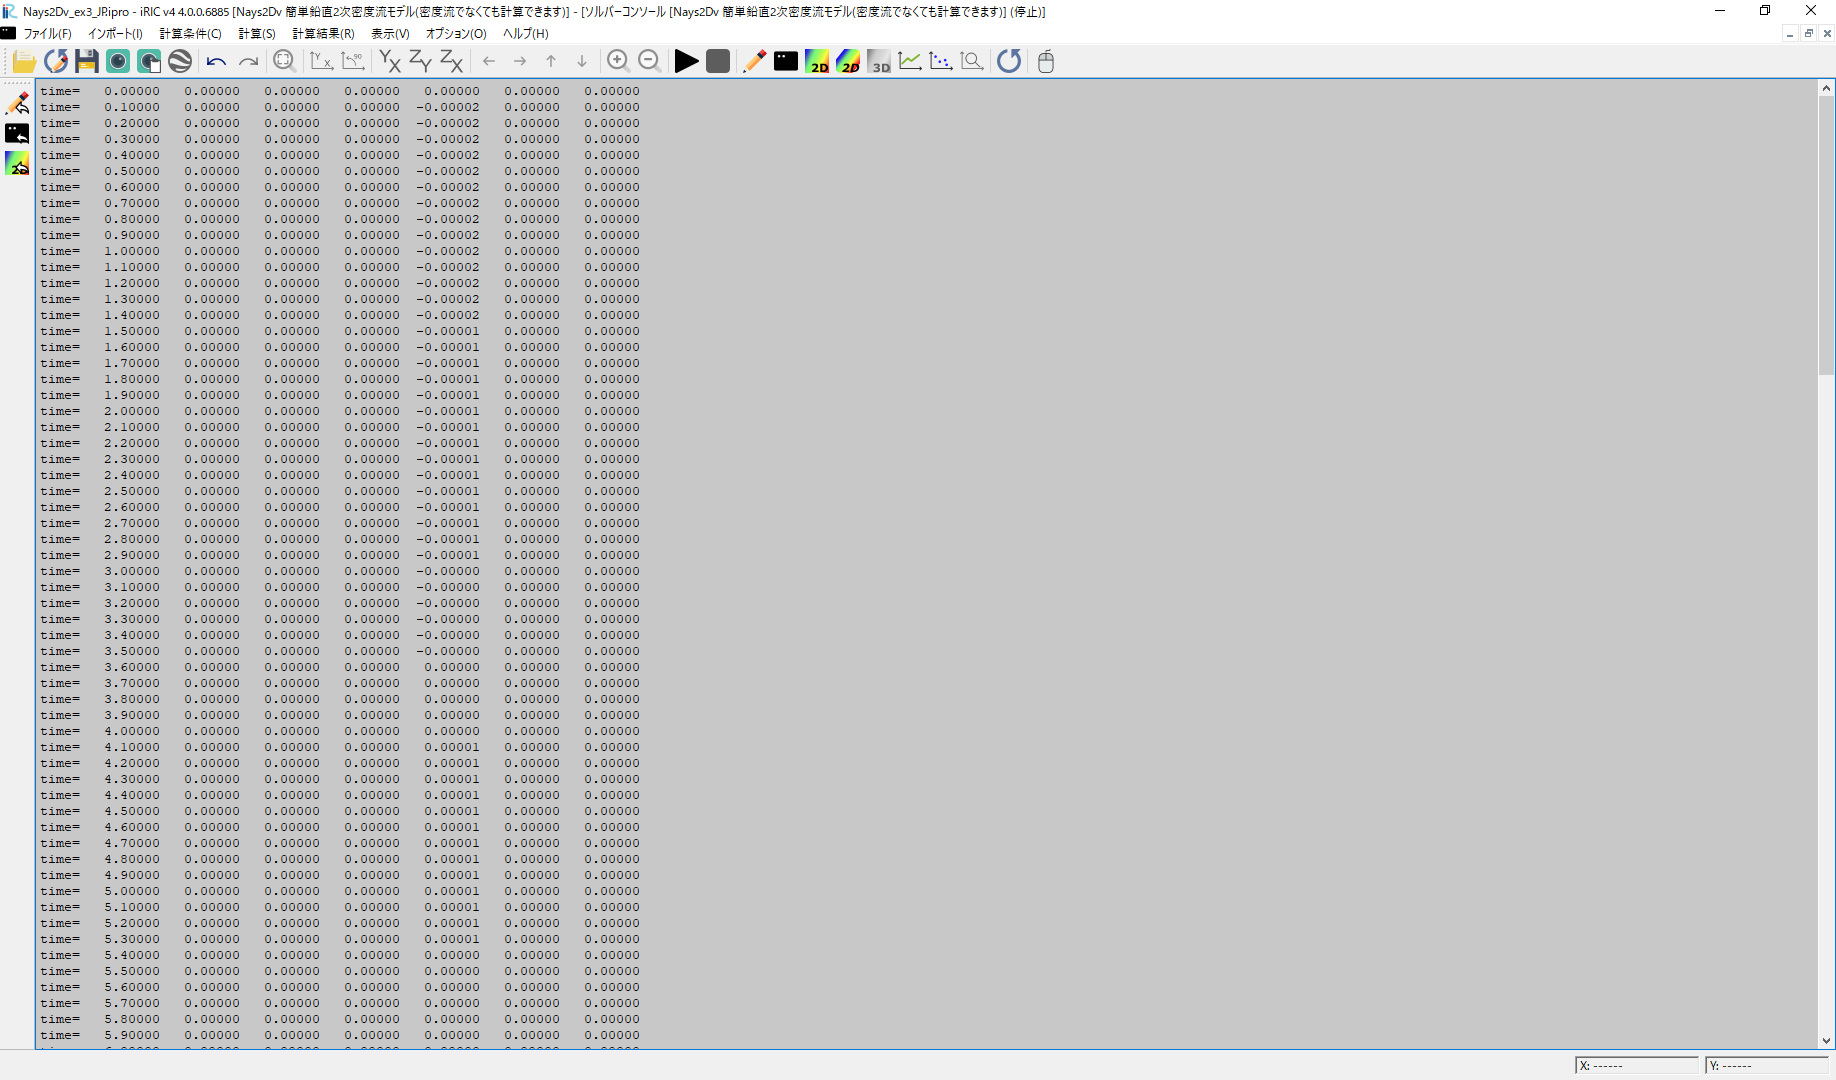 Nays2Dv_ex3_JRipro - iRIC v4 4.0.0.6885 [Nays2Dv 簡単鉛直2次密度流モデル(密度流でなくても計算できます)] - [ソルバーコンソール [Nays2Dv 簡単鉛直2次密度流モデル(密度流でなくても計算できます)] (停止)]
ファイル(F) インポート(I) 計算条件(C) 計算(S) 計算結果(R) 表示(V) オプション(O) ヘルプ(H)
Y X Y -90 X YX ZY ZX 2D 2D 3D
2D
time= 0.00000 0.00000 0.00000 0.00000 0.00000 0.00000 0.00000
time= 0.10000 0.00000 0.00000 0.00000 -0.00002 0.00000 0.00000
time= 0.20000 0.00000 0.00000 0.00000 -0.00002 0.00000 0.00000
time= 0.30000 0.00000 0.00000 0.00000 -0.00002 0.00000 0.00000
time= 0.40000 0.00000 0.00000 0.00000 -0.00002 0.00000 0.00000
time= 0.50000 0.00000 0.00000 0.00000 -0.00002 0.00000 0.00000
time= 0.60000 0.00000 0.00000 0.00000 -0.00002 0.00000 0.00000
time= 0.70000 0.00000 0.00000 0.00000 -0.00002 0.00000 0.00000
time= 0.80000 0.00000 0.00000 0.00000 -0.00002 0.00000 0.00000
time= 0.90000 0.00000 0.00000 0.00000 -0.00002 0.00000 0.00000
time= 1.00000 0.00000 0.00000 0.00000 -0.00002 0.00000 0.00000
time= 1.10000 0.00000 0.00000 0.00000 -0.00002 0.00000 0.00000
time= 1.20000 0.00000 0.00000 0.00000 -0.00002 0.00000 0.00000
time= 1.30000 0.00000 0.00000 0.00000 -0.00002 0.00000 0.00000
time= 1.40000 0.00000 0.00000 0.00000 -0.00002 0.00000 0.00000
time= 1.50000 0.00000 0.00000 0.00000 -0.00001 0.00000 0.00000
time= 1.60000 0.00000 0.00000 0.00000 -0.00001 0.00000 0.00000
time= 1.70000 0.00000 0.00000 0.00000 -0.00001 0.00000 0.00000
time= 1.80000 0.00000 0.00000 0.00000 -0.00001 0.00000 0.00000
time= 1.90000 0.00000 0.00000 0.00000 -0.00001 0.00000 0.00000
time= 2.00000 0.00000 0.00000 0.00000 -0.00001 0.00000 0.00000
time= 2.10000 0.00000 0.00000 0.00000 -0.00001 0.00000 0.00000
time= 2.20000 0.00000 0.00000 0.00000 -0.00001 0.00000 0.00000
time= 2.30000 0.00000 0.00000 0.00000 -0.00001 0.00000 0.00000
time= 2.40000 0.00000 0.00000 0.00000 -0.00001 0.00000 0.00000
time= 2.50000 0.00000 0.00000 0.00000 -0.00001 0.00000 0.00000
time= 2.60000 0.00000 0.00000 0.00000 -0.00001 0.00000 0.00000
time= 2.70000 0.00000 0.00000 0.00000 -0.00001 0.00000 0.00000
time= 2.80000 0.00000 0.00000 0.00000 -0.00001 0.00000 0.00000
time= 2.90000 0.00000 0.00000 0.00000 -0.00001 0.00000 0.00000
time= 3.00000 0.00000 0.00000 0.00000 -0.00000 0.00000 0.00000
time= 3.10000 0.00000 0.00000 0.00000 -0.00000 0.00000 0.00000
time= 3.20000 0.00000 0.00000 0.00000 -0.00000 0.00000 0.00000
time= 3.30000 0.00000 0.00000 0.00000 -0.00000 0.00000 0.00000
time= 3.40000 0.00000 0.00000 0.00000 -0.00000 0.00000 0.00000
time= 3.50000 0.00000 0.00000 0.00000 -0.00000 0.00000 0.00000
time= 3.60000 0.00000 0.00000 0.00000 0.00000 0.00000 0.00000
time= 3.70000 0.00000 0.00000 0.00000 0.00000 0.00000 0.00000
time= 3.80000 0.00000 0.00000 0.00000 0.00000 0.00000 0.00000
time= 3.90000 0.00000 0.00000 0.00000 0.00000 0.00000 0.00000
time= 4.00000 0.00000 0.00000 0.00000 0.00000 0.00000 0.00000
time= 4.10000 0.00000 0.00000 0.00000 0.00001 0.00000 0.00000
time= 4.20000 0.00000 0.00000 0.00000 0.00001 0.00000 0.00000
time= 4.30000 0.00000 0.00000 0.00000 0.00001 0.00000 0.00000
time= 4.40000 0.00000 0.00000 0.00000 0.00001 0.00000 0.00000
time= 4.50000 0.00000 0.00000 0.00000 0.00001 0.00000 0.00000
time= 4.60000 0.00000 0.00000 0.00000 0.00001 0.00000 0.00000
time= 4.70000 0.00000 0.00000 0.00000 0.00001 0.00000 0.00000
time= 4.80000 0.00000 0.00000 0.00000 0.00001 0.00000 0.00000
time= 4.90000 0.00000 0.00000 0.00000 0.00001 0.00000 0.00000
time= 5.00000 0.00000 0.00000 0.00000 0.00001 0.00000 0.00000
time= 5.10000 0.00000 0.00000 0.00000 0.00001 0.00000 0.00000
time= 5.20000 0.00000 0.00000 0.00000 0.00001 0.00000 0.00000
time= 5.30000 0.00000 0.00000 0.00000 0.00001 0.00000 0.00000
time= 5.40000 0.00000 0.00000 0.00000 0.00000 0.00000 0.00000
time= 5.50000 0.00000 0.00000 0.00000 0.00000 0.00000 0.00000
time= 5.60000 0.00000 0.00000 0.00000 0.00000 0.00000 0.00000
time= 5.70000 0.00000 0.00000 0.00000 0.00000 0.00000 0.00000
time= 5.80000 0.00000 0.00000 0.00000 0.00000 0.00000 0.00000
time= 5.90000 0.00000 0.00000 0.00000 0.00000 0.00000 0.00000
X: ------ Y: ------